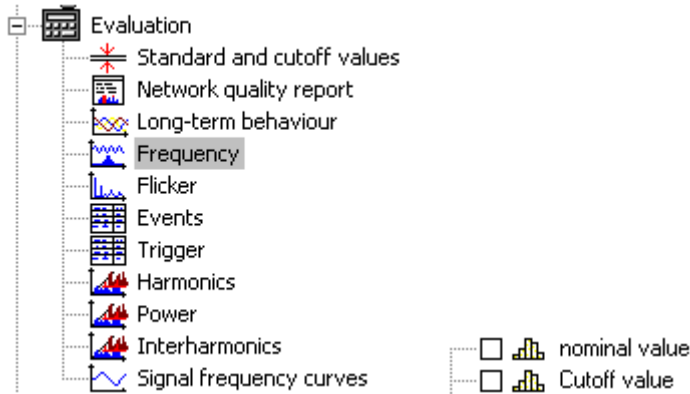 Evaluation
Standard and cutoff values
Network quality report
Long-term behaviour
Frequency
Flicker
Events
Trigger
Harmonics
Power
Interharmonics
Signal frequency curves
nominal value
Cutoff value